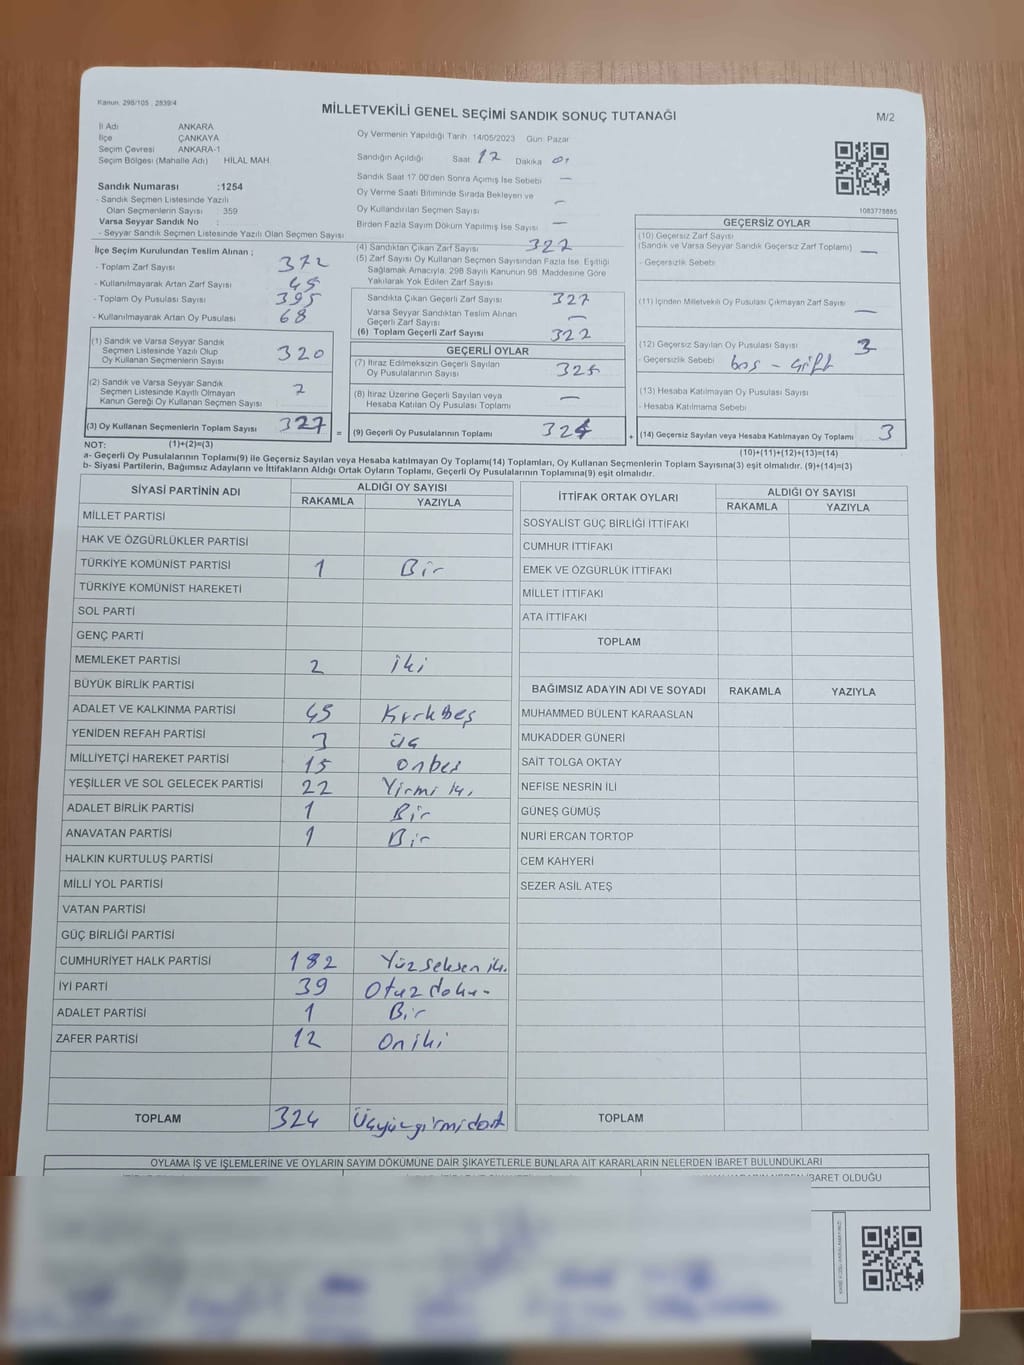 Kanun: 298/105 , 2839/4
MİLLETVEKİLİ GENEL SEÇİMİ SANDIK SONUÇ TUTANAĞI
M/2
İl Adı ANKARA
İlçe ÇANKAYA
Seçim Çevresi ANKARA-1
Seçim Bölgesi (Mahalle Adı) HİLAL MAH.
Sandık Numarası :1254
- Sandık Seçmen Listesinde Yazılı
Olan Seçmenlerin Sayısı : 359
Varsa Seyyar Sandık No :
- Seyyar Sandık Seçmen Listesinde Yazılı Olan Seçmen Sayısı :
Oy Vermenin Yapıldığı Tarih 14/05/2023 Gün: Pazar
Sandığın Açıldığı Saat 17 Dakika 01
Sandık Saat 17.00'den Sonra Açılmış İse Sebebi —
Oy Verme Saati Bitiminde Sırada Bekleyen ve
Oy Kullandırılan Seçmen Sayısı —
Birden Fazla Sayım Döküm Yapılmış İse Sayısı —
1083778885
İlçe Seçim Kurulundan Teslim Alınan ;
- Toplam Zarf Sayısı 372
- Kullanılmayarak Artan Zarf Sayısı 45
- Toplam Oy Pusulası Sayısı 395
- Kullanılmayarak Artan Oy Pusulası 68
(1) Sandık ve Varsa Seyyar Sandık
Seçmen Listesinde Yazılı Olup
Oy Kullanan Seçmenlerin Sayısı 320
(2) Sandık ve Varsa Seyyar Sandık
Seçmen Listesinde Kayıtlı Olmayan
Kanun Gereği Oy Kullanan Seçmen Sayısı 7
(3) Oy Kullanan Seçmenlerin Toplam Sayısı 327
(4) Sandıktan Çıkan Zarf Sayısı 327
(5) Zarf Sayısı Oy Kullanan Seçmen Sayısından Fazla İse, Eşitliği
Sağlamak Amacıyla, 298 Sayılı Kanunun 98. Maddesine Göre
Yakılarak Yok Edilen Zarf Sayısı
Sandıkta Çıkan Geçerli Zarf Sayısı 327
Varsa Seyyar Sandıktan Teslim Alınan
Geçerli Zarf Sayısı —
(6) Toplam Geçerli Zarf Sayısı 327
GEÇERLİ OYLAR
(7) İtiraz Edilmeksizin Geçerli Sayılan
Oy Pusulalarının Sayısı
(8) İtiraz Üzerine Geçerli Sayılan veya
Hesaba Katılan Oy Pusulası Toplamı —
= (9) Geçerli Oy Pusulalarının Toplamı 324
GEÇERSİZ OYLAR
(10) Geçersiz Zarf Sayısı
(Sandık ve Varsa Seyyar Sandık Geçersiz Zarf Toplamı) —
- Geçersizlik Sebebi :
(11) İçinden Milletvekili Oy Pusulası Çıkmayan Zarf Sayısı —
(12) Geçersiz Sayılan Oy Pusulası Sayısı 3
- Geçersizlik Sebebi boş - Çift
(13) Hesaba Katılmayan Oy Pusulası Sayısı
- Hesaba Katılmama Sebebi
+ (14) Geçersiz Sayılan veya Hesaba Katılmayan Oy Toplamı 3
NOT: (1)+(2)=(3)
(10)+(11)+(12)+(13)=(14)
a- Geçerli Oy Pusulalarının Toplamı(9) ile Geçersiz Sayılan veya Hesaba katılmayan Oy Toplamı(14) Toplamları, Oy Kullanan Seçmenlerin Toplam Sayısına(3) eşit olmalıdır. (9)+(14)=(3)
b- Siyasi Partilerin, Bağımsız Adayların ve İttifakların Aldığı Ortak Oyların Toplamı, Geçerli Oy Pusulalarının Toplamına(9) eşit olmalıdır.
SİYASİ PARTİNİN ADI ALDIĞI OY SAYISI
RAKAMLA YAZIYLA
MİLLET PARTİSİ
HAK VE ÖZGÜRLÜKLER PARTİSİ
TÜRKİYE KOMÜNİST PARTİSİ 1 Bir
TÜRKİYE KOMÜNİST HAREKETİ
SOL PARTİ
GENÇ PARTİ
MEMLEKET PARTİSİ 2 iki
BÜYÜK BİRLİK PARTİSİ
ADALET VE KALKINMA PARTİSİ 45 Kırkbeş
YENİDEN REFAH PARTİSİ 3 üç
MİLLİYETÇİ HAREKET PARTİSİ 15 onbeş
YEŞİLLER VE SOL GELECEK PARTİSİ 22 Yirmi iki
ADALET BİRLİK PARTİSİ 1 Bir
ANAVATAN PARTİSİ 1 Bir
HALKIN KURTULUŞ PARTİSİ
MİLLİ YOL PARTİSİ
VATAN PARTİSİ
GÜÇ BİRLİĞİ PARTİSİ
CUMHURİYET HALK PARTİSİ 182 Yüzseksen iki
İYİ PARTİ 39 Otuzdokuz
ADALET PARTİSİ 1 Bir
ZAFER PARTİSİ 12 Oniki
TOPLAM 324 Üçyüzyirmidört
İTTİFAK ORTAK OYLARI ALDIĞI OY SAYISI
RAKAMLA YAZIYLA
SOSYALİST GÜÇ BİRLİĞİ İTTİFAKI
CUMHUR İTTİFAKI
EMEK VE ÖZGÜRLÜK İTTİFAKI
MİLLET İTTİFAKI
ATA İTTİFAKI
TOPLAM
BAĞIMSIZ ADAYIN ADI VE SOYADI RAKAMLA YAZIYLA
MUHAMMED BÜLENT KARAASLAN
MUKADDER GÜNERİ
SAİT TOLGA OKTAY
NEFİSE NESRİN İLİ
GÜNEŞ GÜMÜŞ
NURİ ERCAN TORTOP
CEM KAHYERİ
SEZER ASİL ATEŞ
TOPLAM
OYLAMA İŞ VE İŞLEMLERİNE VE OYLARIN SAYIM DÖKÜMÜNE DAİR ŞİKAYETLERLE BUNLARA AİT KARARLARIN NELERDEN İBARET BULUNDUKLARI
İBARET OLDUĞU